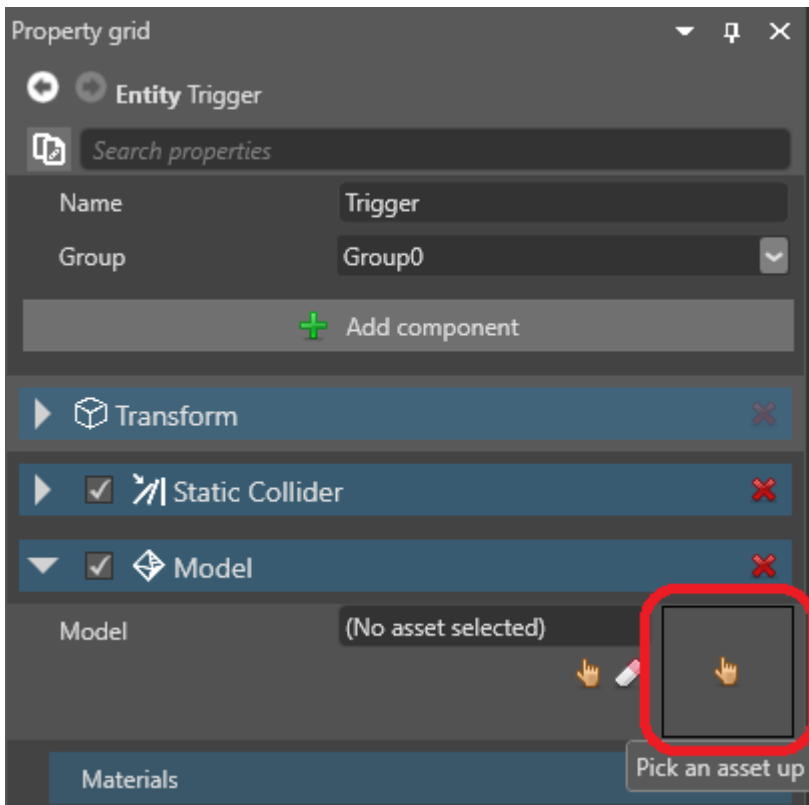 Property grid
Entity Trigger
Search properties
Name Trigger
Group Group0
Add component
Transform
Static Collider
Model
Model (No asset selected)
Pick an asset up
Materials